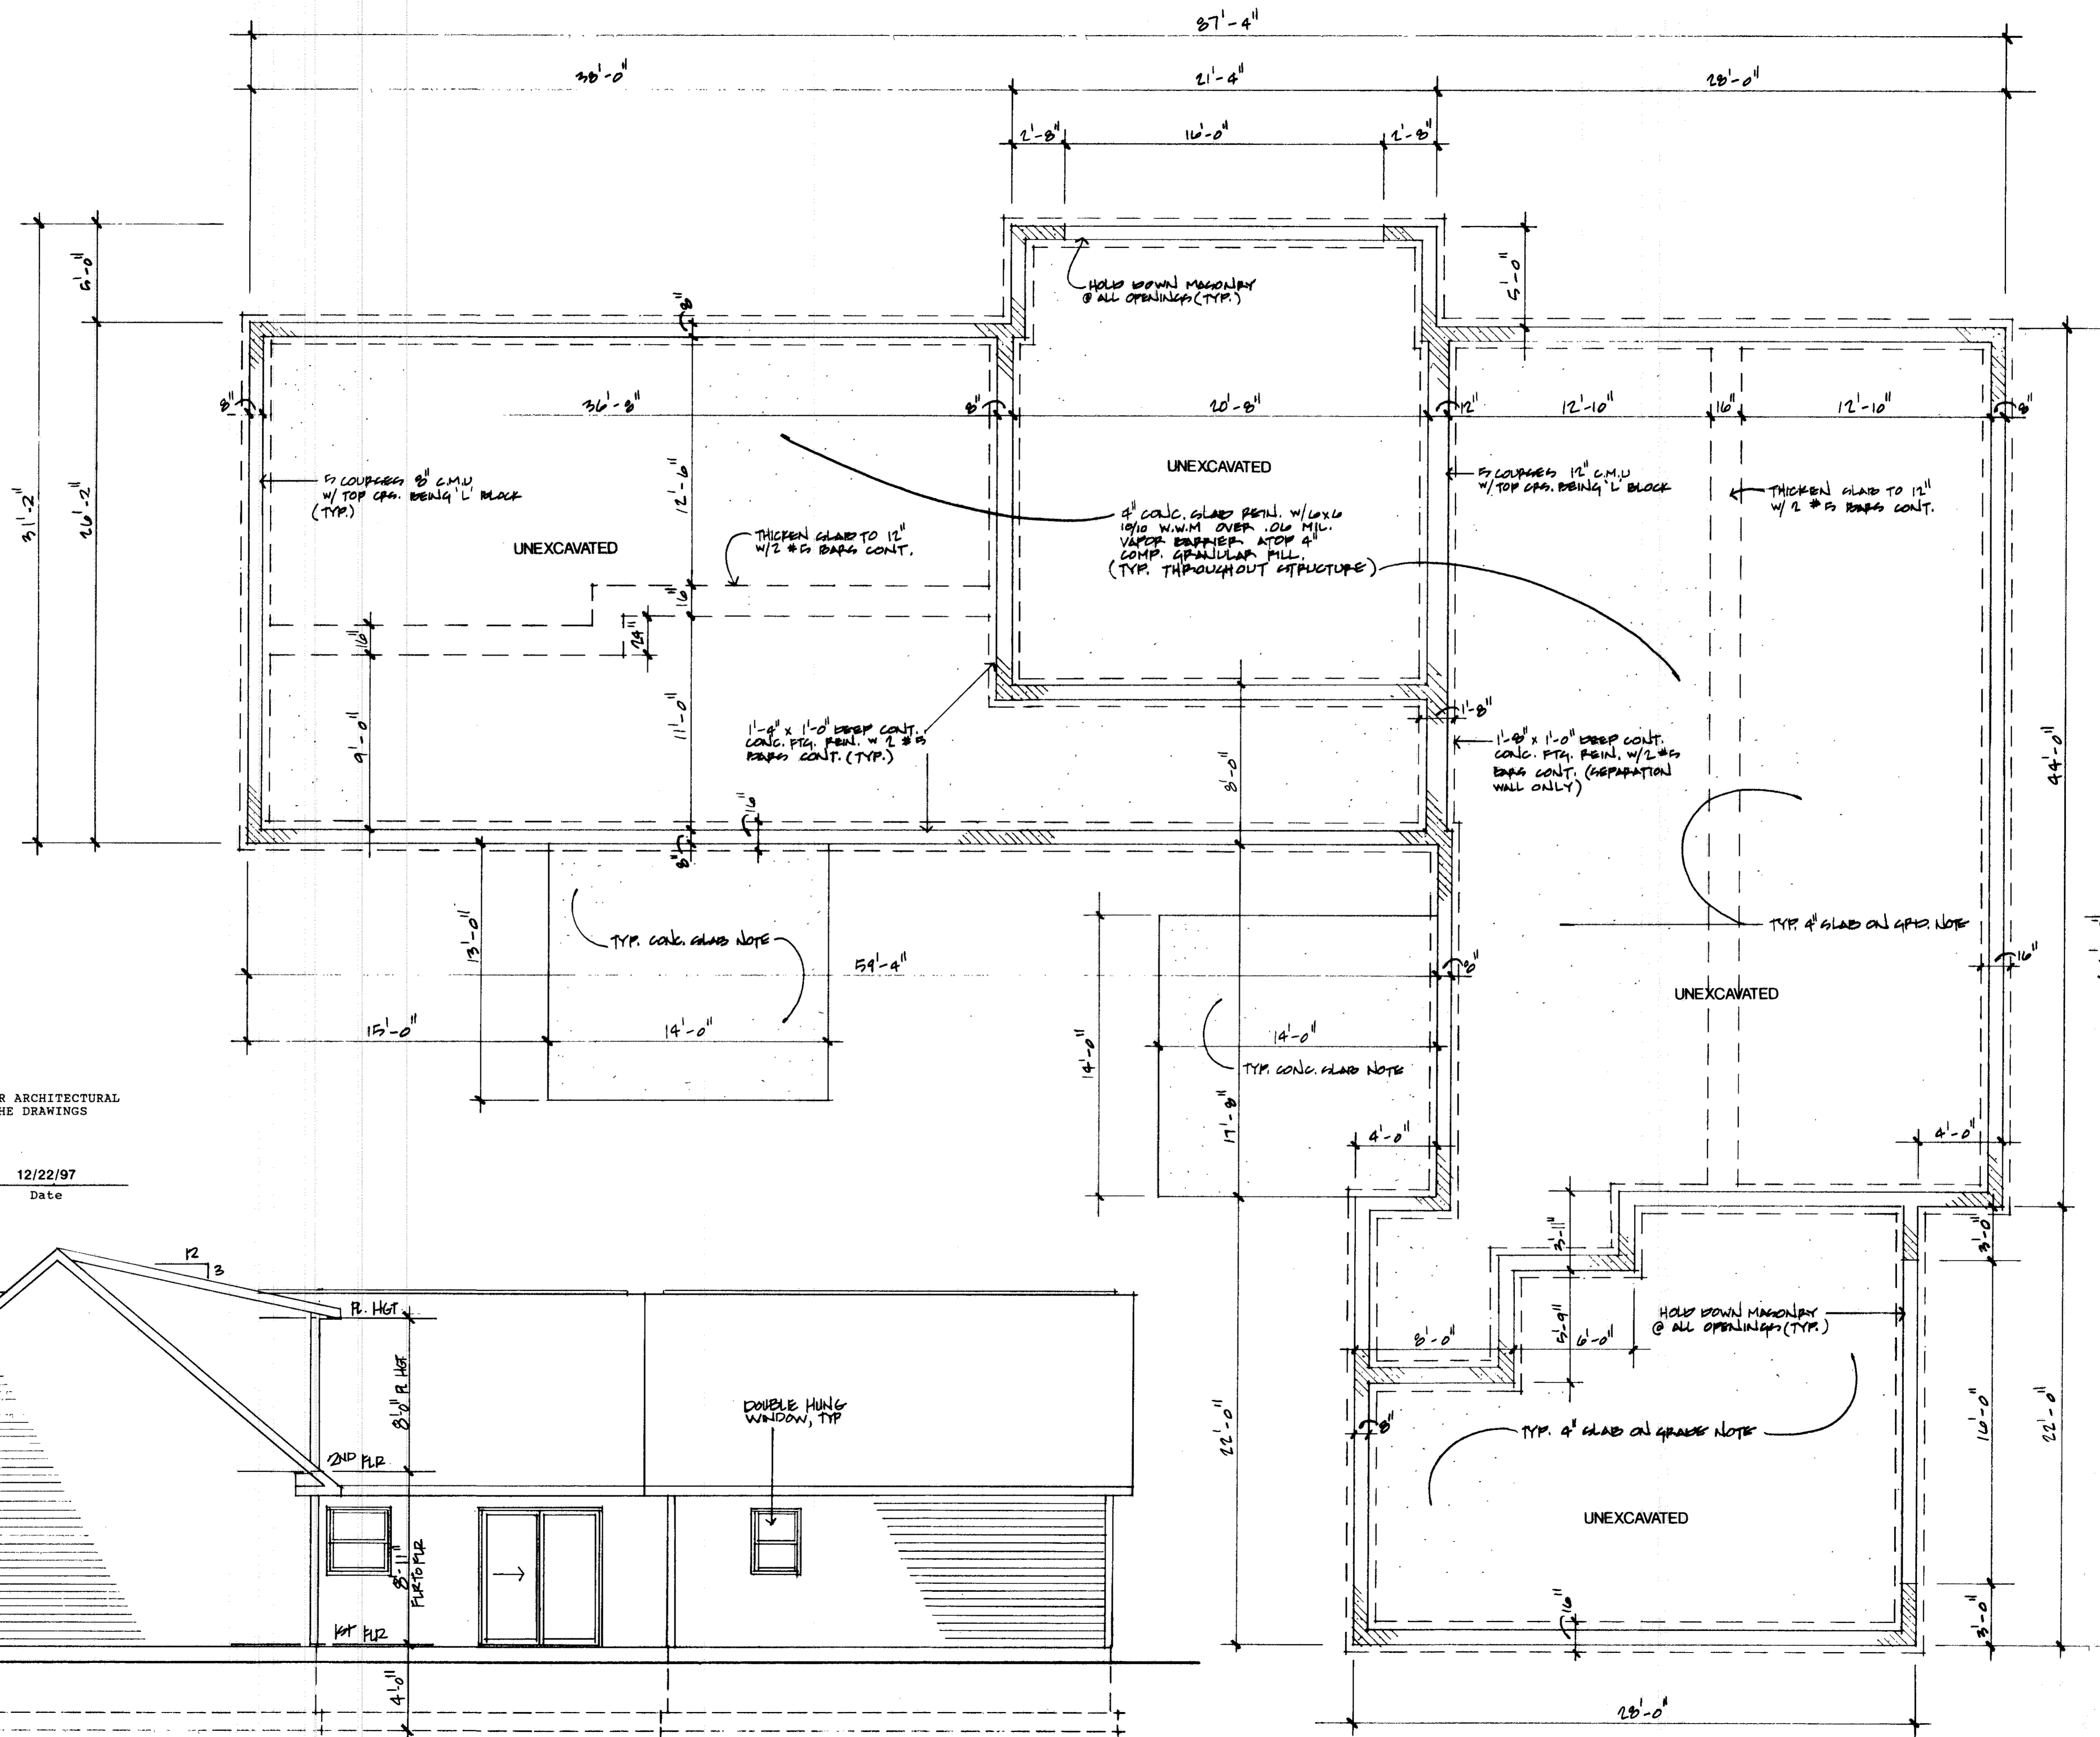 87'-4"
38'-0"
21'-4"
28'-0"
2'-8"
16'-0"
2'-8"
5'-0"
5'-0"
HOLD DOWN MASONRY
@ ALL OPENINGS (TYP.)
8"
31'-2"
26'-2"
8"
36'-8"
8"
20'-8"
12"
12'-10"
16"
12'-10"
8"
5 COURSES 8" C.M.U
W/ TOP CRS. BEING 'L' BLOCK
(TYP.)
12'-6"
UNEXCAVATED
THICKEN SLAB TO 12"
W/2 #5 BARS CONT.
UNEXCAVATED
4" CONC. SLAB REIN. W/6x6
10/10 W.W.M OVER .06 MIL.
VAPOR BARRIER ATOP 4"
COMP. GRANULAR FILL.
(TYP. THROUGHOUT STRUCTURE)
5 COURSES 12" C.M.U
W/ TOP CRS. BEING 'L' BLOCK
THICKEN SLAB TO 12"
W/ 2 #5 BARS CONT.
16"
16"
24"
9'-0"
11'-0"
1'-4" x 1'-0" DEEP CONT.
CONC. FTG. REIN. W 2 #5
BARS CONT. (TYP.)
8'-0"
1'-8"
1'-8" x 1'-0" DEEP CONT.
CONC. FTG. REIN. W/2 #5
BARS CONT. (SEPARATION
WALL ONLY)
44'-0"
16"
8"
13'-0"
TYP. CONC. SLAB NOTE
59'-4"
8"
TYP. 4" SLAB ON GRD. NOTE
16"
UNEXCAVATED
15'-0"
14'-0"
14'-0"
14'-0"
TYP. CONC. SLAB NOTE
17'-8"
4'-0"
4'-0"
R ARCHITECTURAL
HE DRAWINGS
12/22/97
Date
3'-11"
3'-0"
5'-9"
8'-0"
6'-0"
HOLD DOWN MASONRY
@ ALL OPENINGS (TYP.)
8"
TYP. 4" SLAB ON GRADE NOTE
22'-0"
16'-0"
22'-0"
UNEXCAVATED
16"
3'-0"
28'-0"
12
3
PL. HGT
8'-0" PL HGT
2ND FLR
DOUBLE HUNG
WINDOW, TYP
8'-11"
FLR TO FLR
1ST FLR
4'-0"